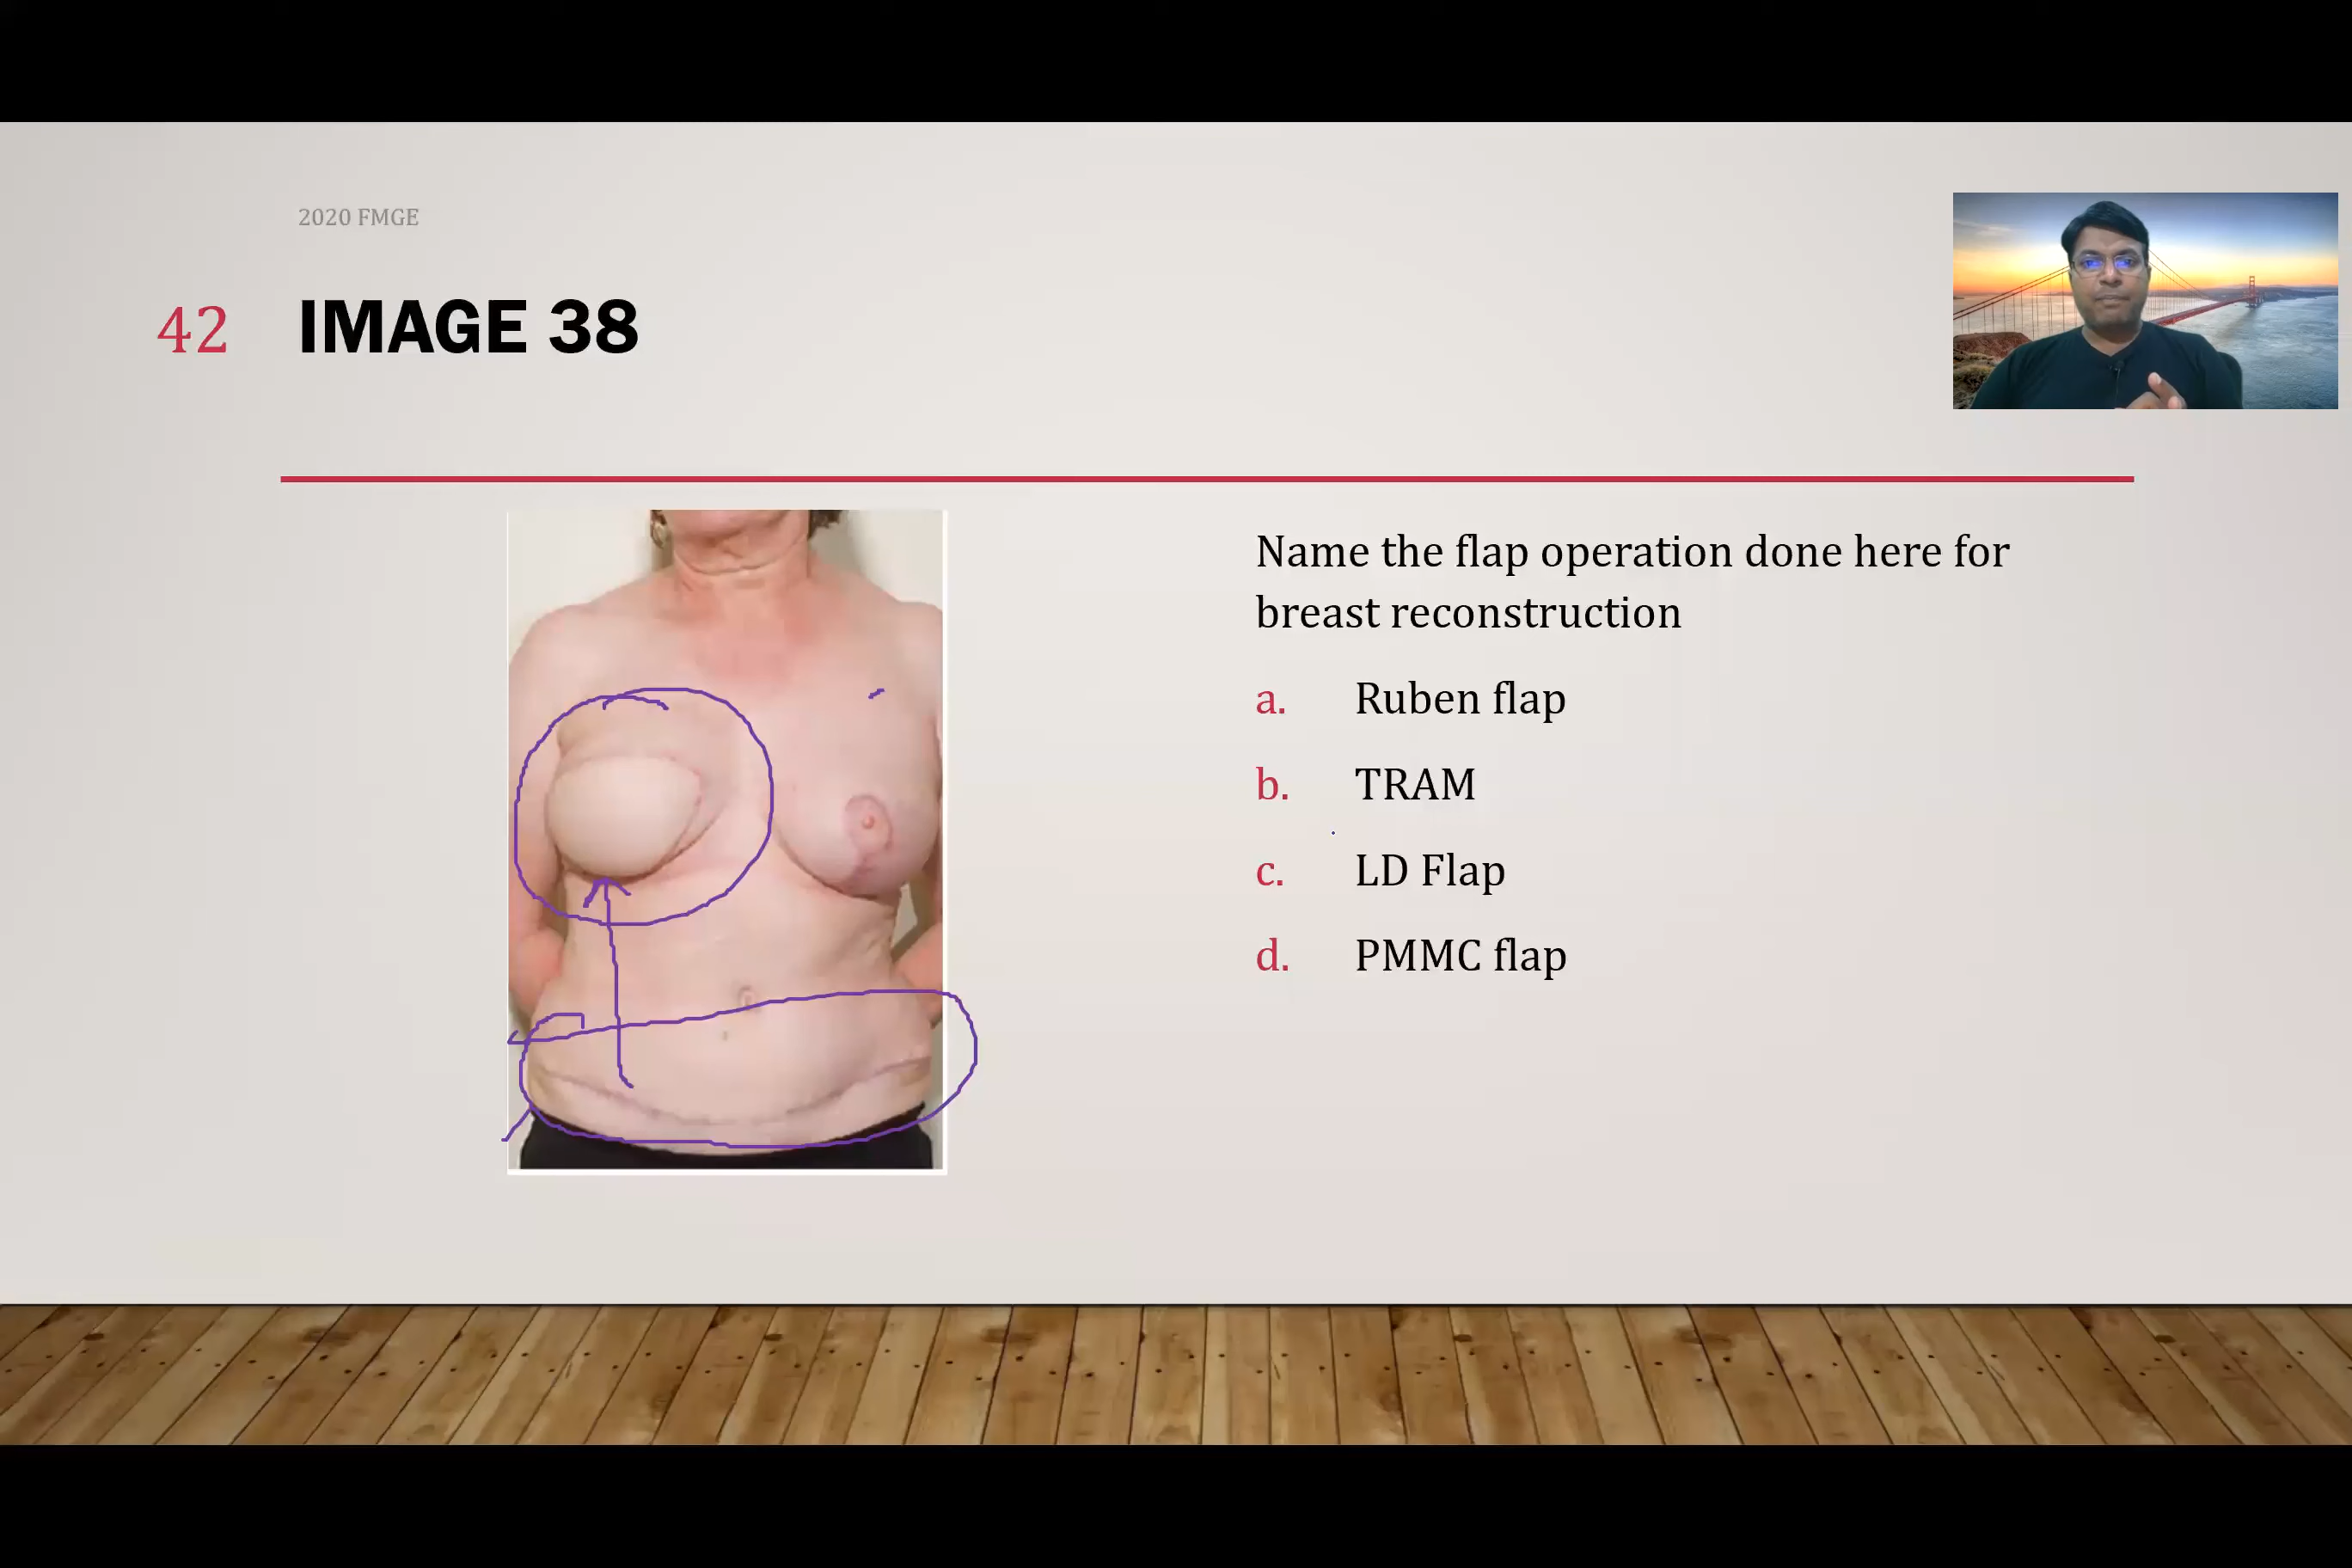 2020 FMGE
42 IMAGE 38
Name the flap operation done here for
breast reconstruction
a. Ruben flap
b. TRAM
c. LD Flap
d. PMMC flap